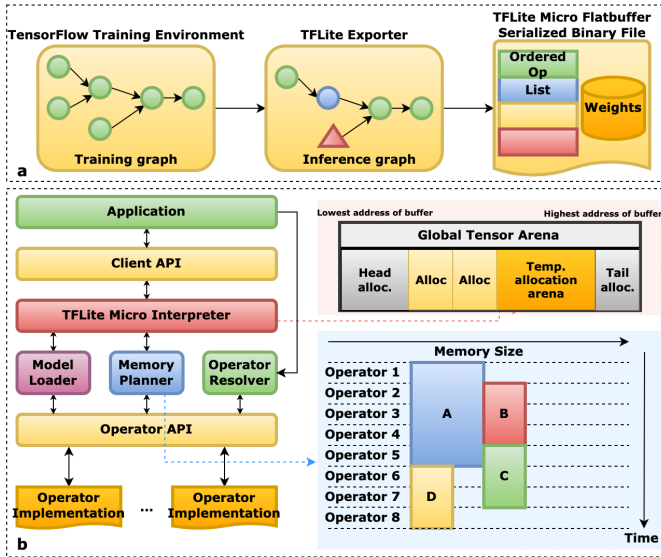 TensorFlow Training Environment
Training graph
TFLite Exporter
Inference graph
TFLite Micro Flatbuffer
Serialized Binary File
Ordered
Op
List
Weights
a
Application
Client API
TFLite Micro Interpreter
Model
Loader
Memory
Planner
Operator
Resolver
Operator API
Operator
Implementation
...
Operator
Implementation
Lowest address of buffer
Highest address of buffer
Global Tensor Arena
Head
alloc.
Alloc
Alloc
Temp.
allocation
arena
Tail
alloc.
Memory Size
Operator 1
Operator 2
Operator 3
Operator 4
Operator 5
Operator 6
Operator 7
Operator 8
A
B
C
D
Time
b